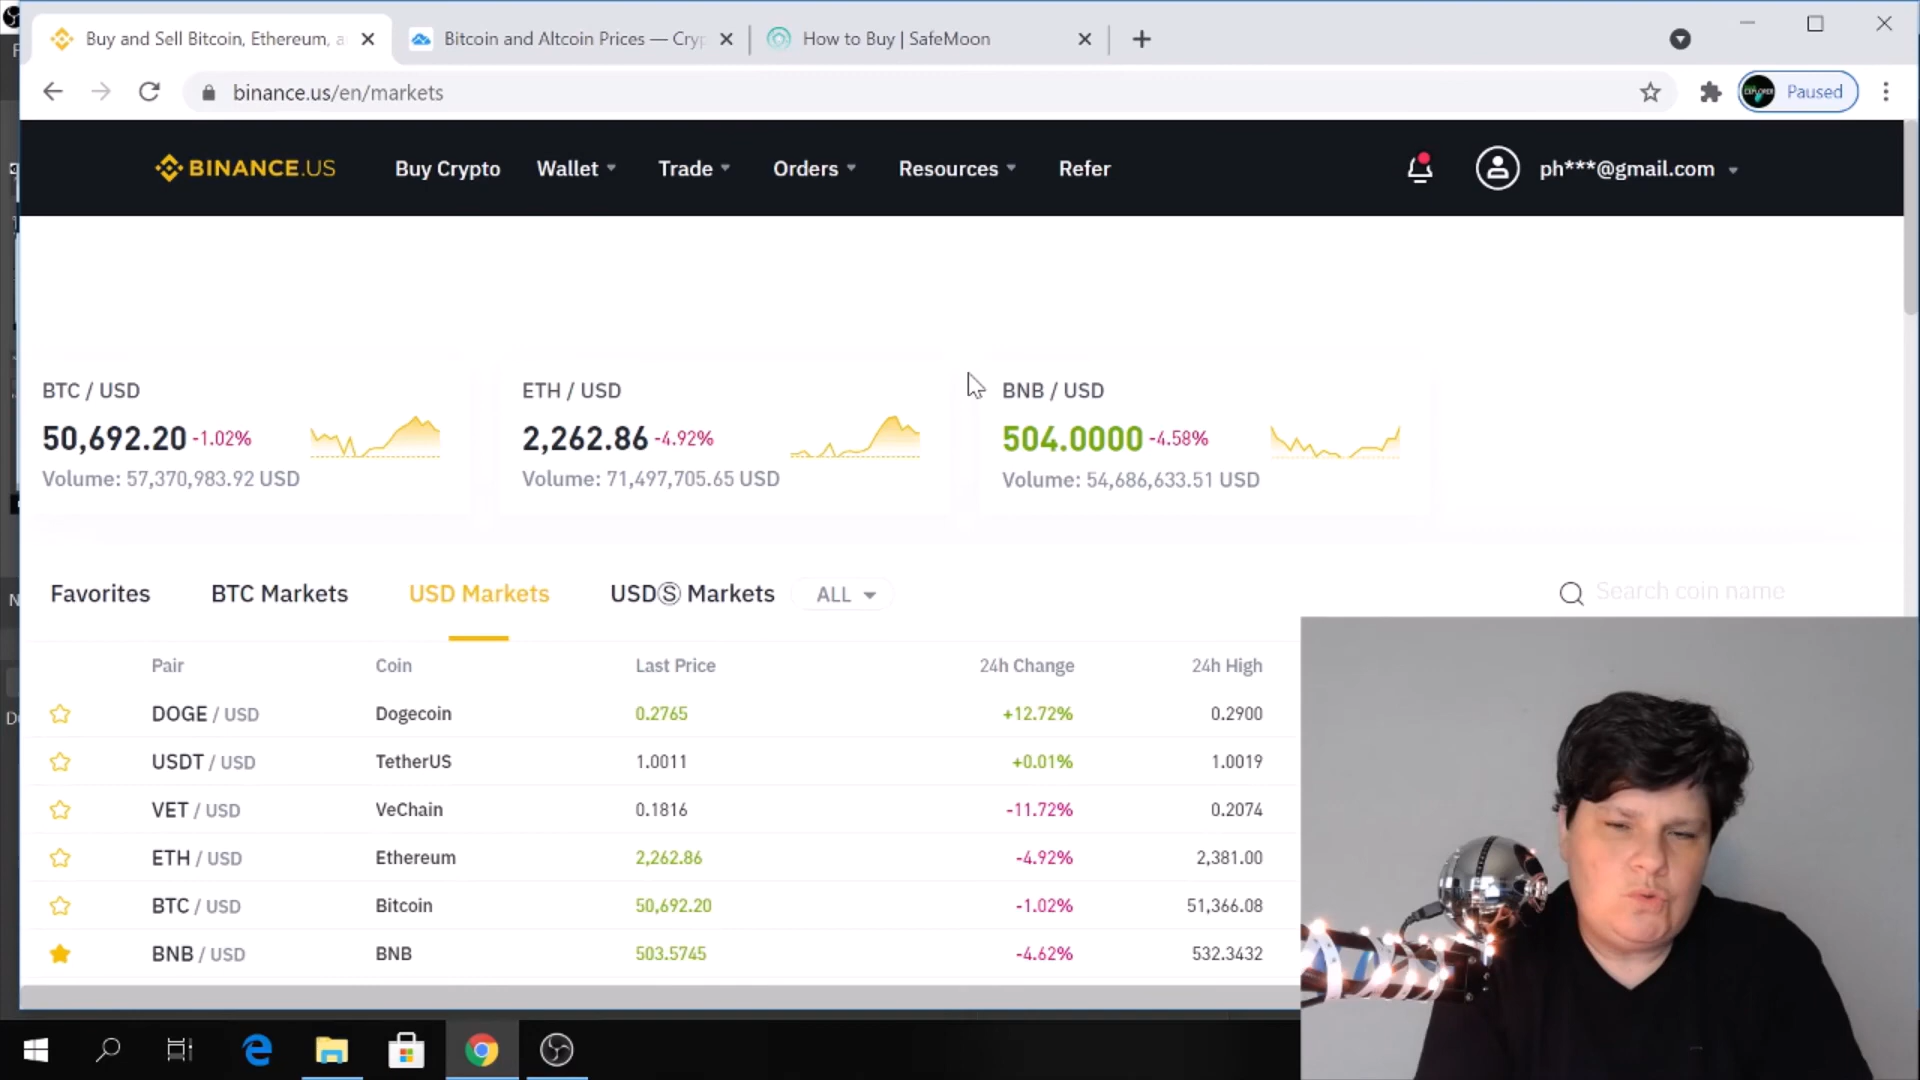 Buy and Sell Bitcoin, Ethereum, a
Bitcoin and Altcoin Prices — Cryp
How to Buy | SafeMoon
binance.us/en/markets
Paused
BINANCE.US
Buy Crypto
Wallet
Trade
Orders
Resources
Refer
ph***@gmail.com
BTC / USD
50,692.20 -1.02%
Volume: 57,370,983.92 USD
ETH / USD
2,262.86 -4.92%
Volume: 71,497,705.65 USD
BNB / USD
504.0000 -4.58%
Volume: 54,686,633.51 USD
Favorites
BTC Markets
USD Markets
USDⓈ Markets
ALL
Search coin name
Pair Coin Last Price 24h Change 24h High
DOGE / USD Dogecoin 0.2765 +12.72% 0.2900
USDT / USD TetherUS 1.0011 +0.01% 1.0019
VET / USD VeChain 0.1816 -11.72% 0.2074
ETH / USD Ethereum 2,262.86 -4.92% 2,381.00
BTC / USD Bitcoin 50,692.20 -1.02% 51,366.08
BNB / USD BNB 503.5745 -4.62% 532.3432